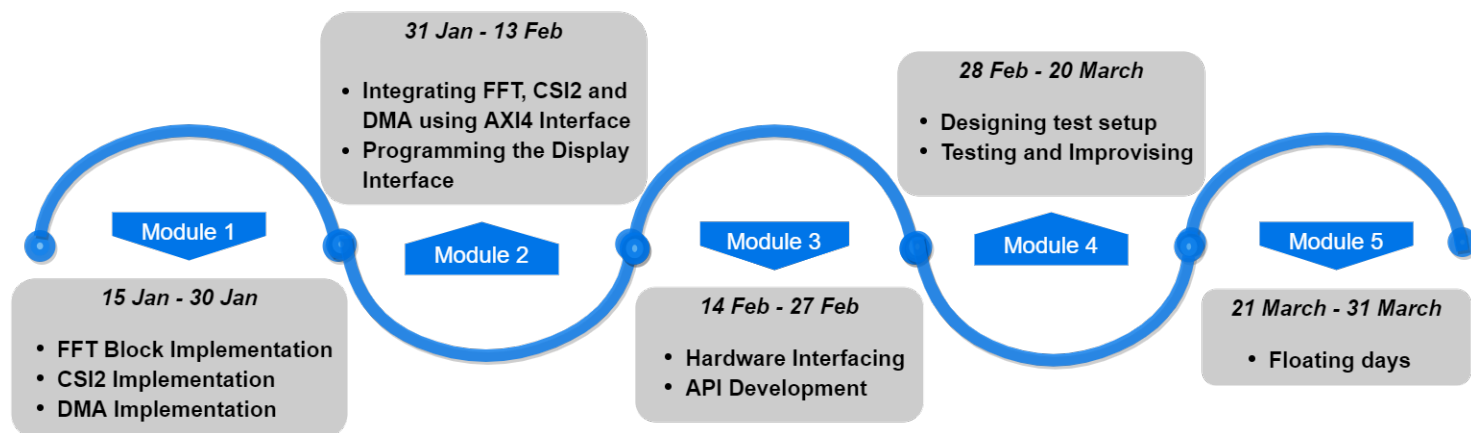 Module 1
15 Jan - 30 Jan
• FFT Block Implementation
• CSI2 Implementation
• DMA Implementation
31 Jan - 13 Feb
• Integrating FFT, CSI2 and
DMA using AXI4 Interface
• Programming the Display
Interface
Module 2
Module 3
14 Feb - 27 Feb
• Hardware Interfacing
• API Development
28 Feb - 20 March
• Designing test setup
• Testing and Improvising
Module 4
Module 5
21 March - 31 March
• Floating days